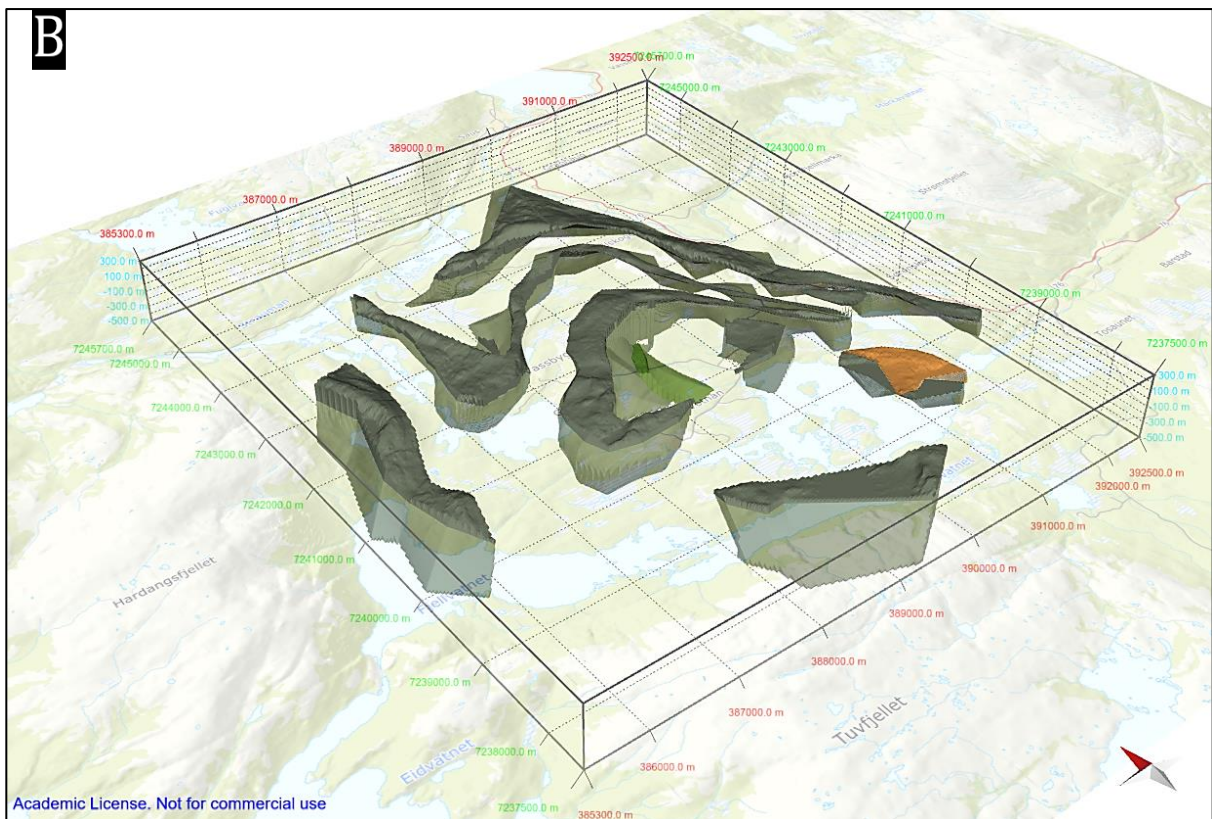 B
392500.0 m
7245700.0 m
7245000.0 m
391000.0 m
389000.0 m
7243000.0 m
387000.0 m
7241000.0 m
385300.0 m
300.0 m
100.0 m
-100.0 m
-300.0 m
-500.0 m
7239000.0 m
7237500.0 m
Barstad
Tosaunet
7245700.0 m
7245000.0 m
300.0 m
100.0 m
-100.0 m
-300.0 m
-500.0 m
7244000.0 m
7243000.0 m
392500.0 m
392000.0 m
7242000.0 m
391000.0 m
7241000.0 m
390000.0 m
Hardangsfjellet
7240000.0 m
389000.0 m
388000.0 m
7239000.0 m
387000.0 m
Tuvfjellet
7238000.0 m
386000.0 m
Eidvatnet
7237500.0 m
385300.0 m
Academic License. Not for commercial use